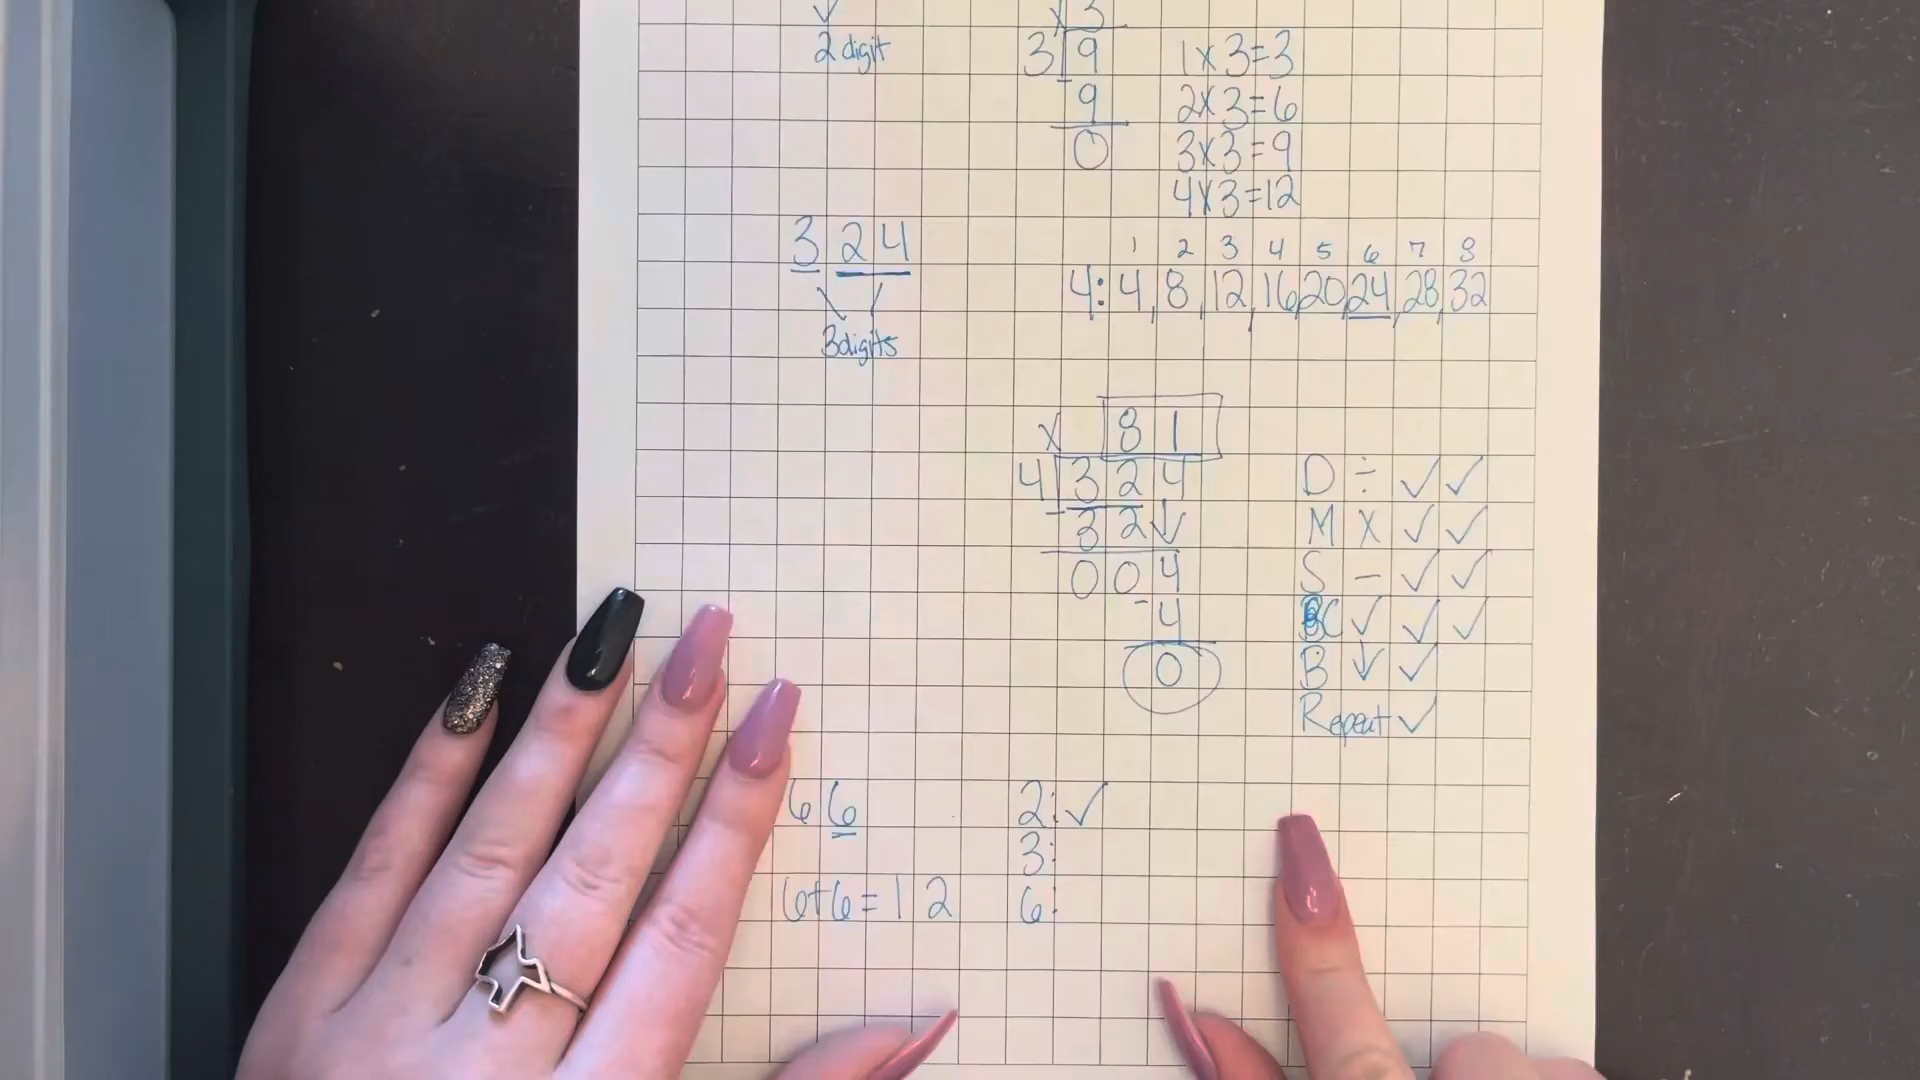 3
2 digit
3 9
1x3=3
9
2x3=6
0
3x3=9
4x3=12
3 2 4
3digits
1 2 3 4 5 6 7 8
4: 4, 8, 12, 16, 20, 24, 28, 32
x 8 1
4 3 2 4
D ÷ ✓ ✓
- 3 2 ↓
M x ✓ ✓
0 0 4
S - ✓ ✓
- 4
C ✓ ✓ ✓
0
B ↓ ✓
Repeat ✓
6 6
2: ✓
3:
6+6=12
6: